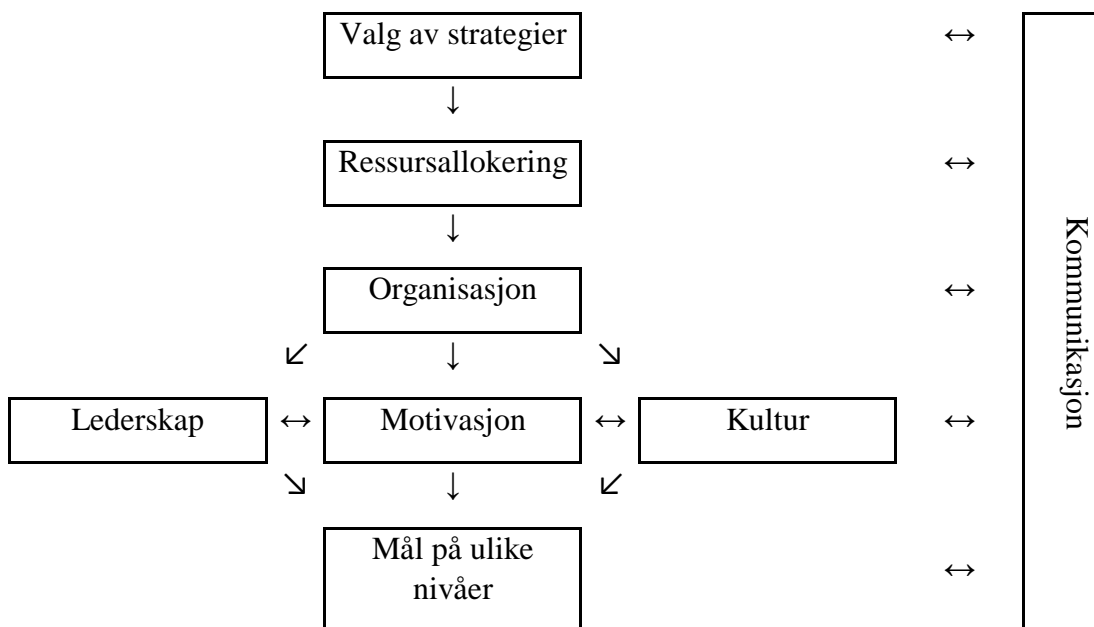 Valg av strategier
↔
↓
Ressursallokering
↔
↓
Organisasjon
↔
↙ ↓ ↘
Lederskap ↔ Motivasjon ↔ Kultur
↔
↘ ↓ ↙
Mål på ulike
nivåer
↔
Kommunikasjon